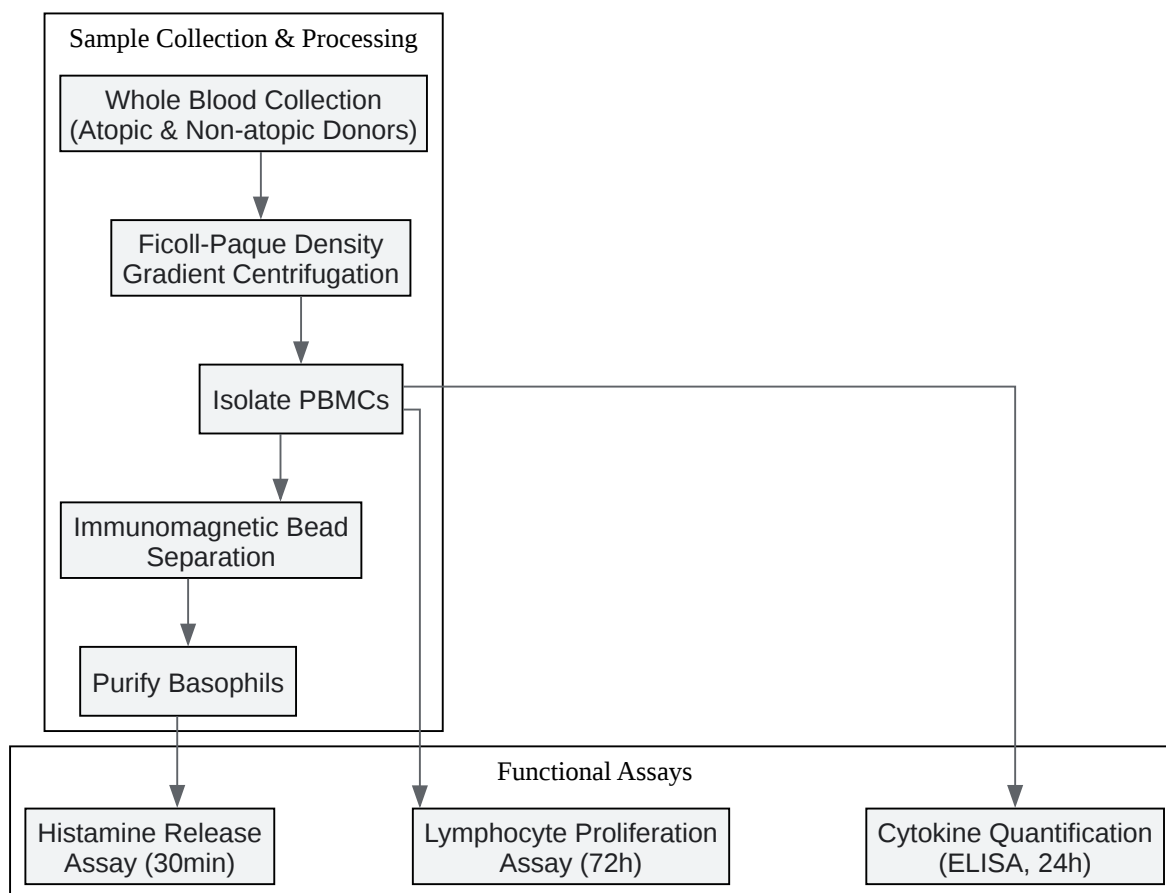 Sample Collection & Processing
Whole Blood Collection
(Atopic & Non-atopic Donors)
Ficoll-Paque Density
Gradient Centrifugation
Isolate PBMCs
Immunomagnetic Bead
Separation
Purify Basophils
Functional Assays
Histamine Release
Assay (30min)
Lymphocyte Proliferation
Assay (72h)
Cytokine Quantification
(ELISA, 24h)